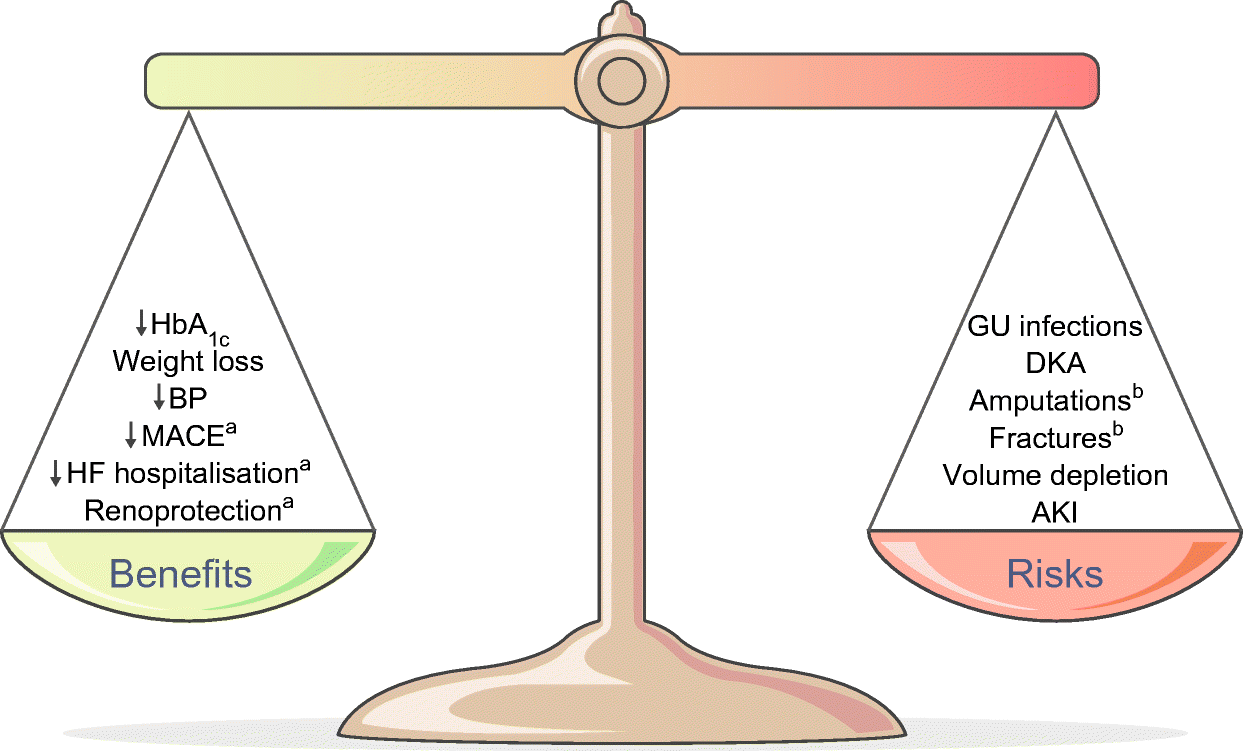 ↓HbA1c
Weight loss
↓BP
↓MACEa
↓HF hospitalisationa
Renoprotectiona
Benefits
GU infections
DKA
Amputationsb
Fracturesb
Volume depletion
AKI
Risks